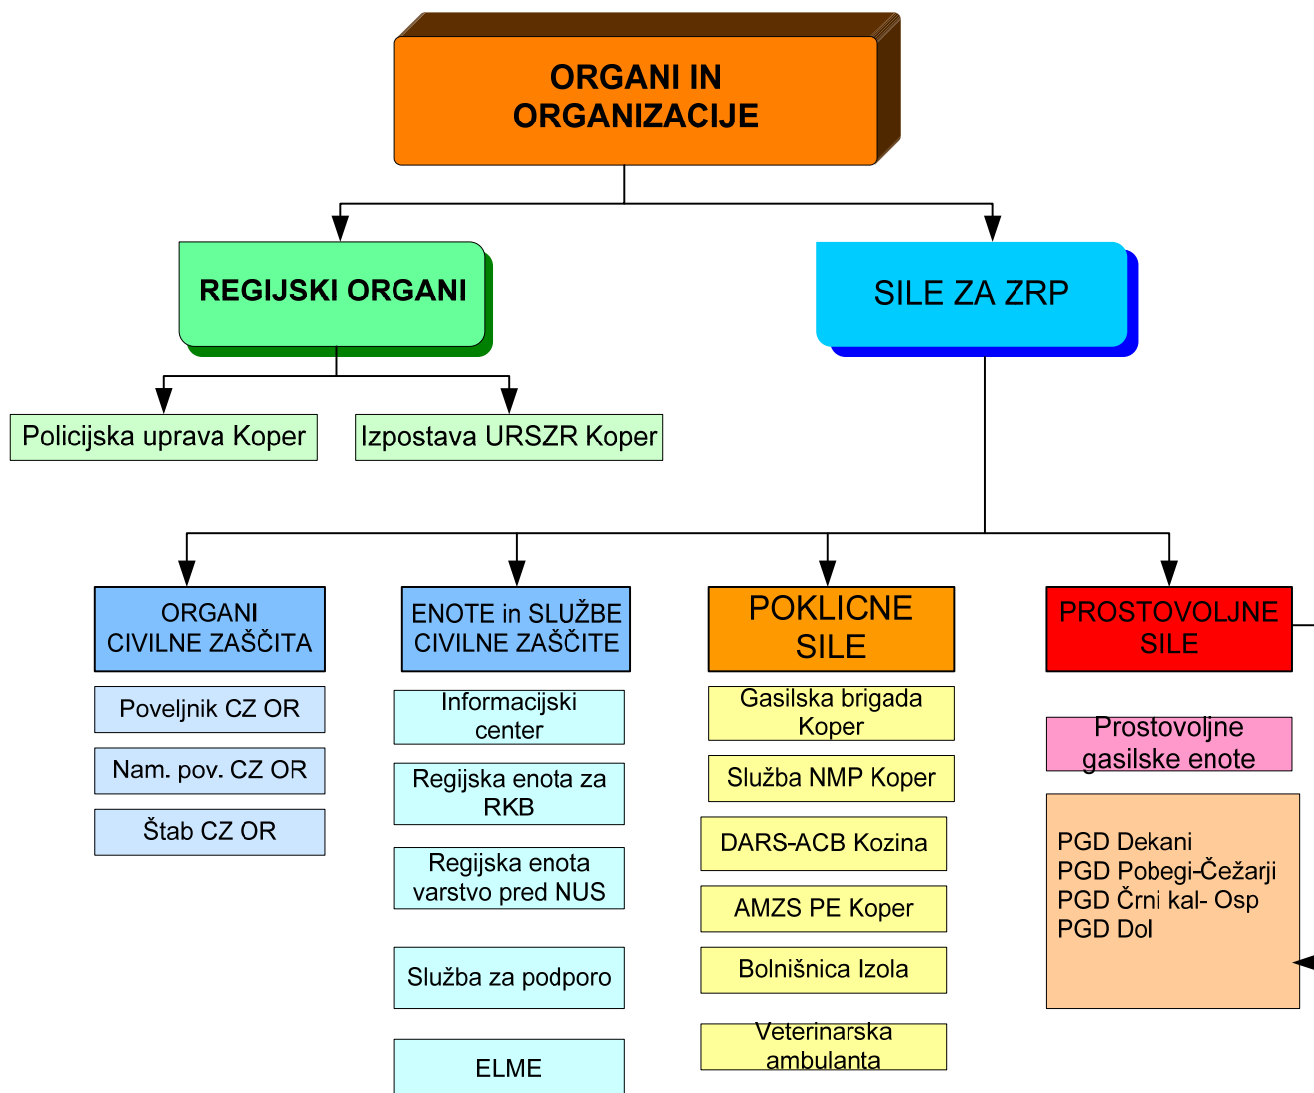 ORGANI IN
ORGANIZACIJE
REGIJSKI ORGANI
SILE ZA ZRP
Policijska uprava Koper
Izpostava URSZR Koper
ORGANI
CIVILNE ZAŠČITA
Poveljnik CZ OR
Nam. pov. CZ OR
Štab CZ OR
ENOTE in SLUŽBE
CIVILNE ZAŠČITE
Informacijski
center
Regijska enota za
RKB
Regijska enota
varstvo pred NUS
Služba za podporo
ELME
POKLICNE
SILE
Gasilska brigada
Koper
Služba NMP Koper
DARS-ACB Kozina
AMZS PE Koper
Bolnišnica Izola
Veterinarska
ambulanta
PROSTOVOLJNE
SILE
Prostovoljne
gasilske enote
PGD Dekani
PGD Pobegi-Čežarji
PGD Črni kal- Osp
PGD Dol